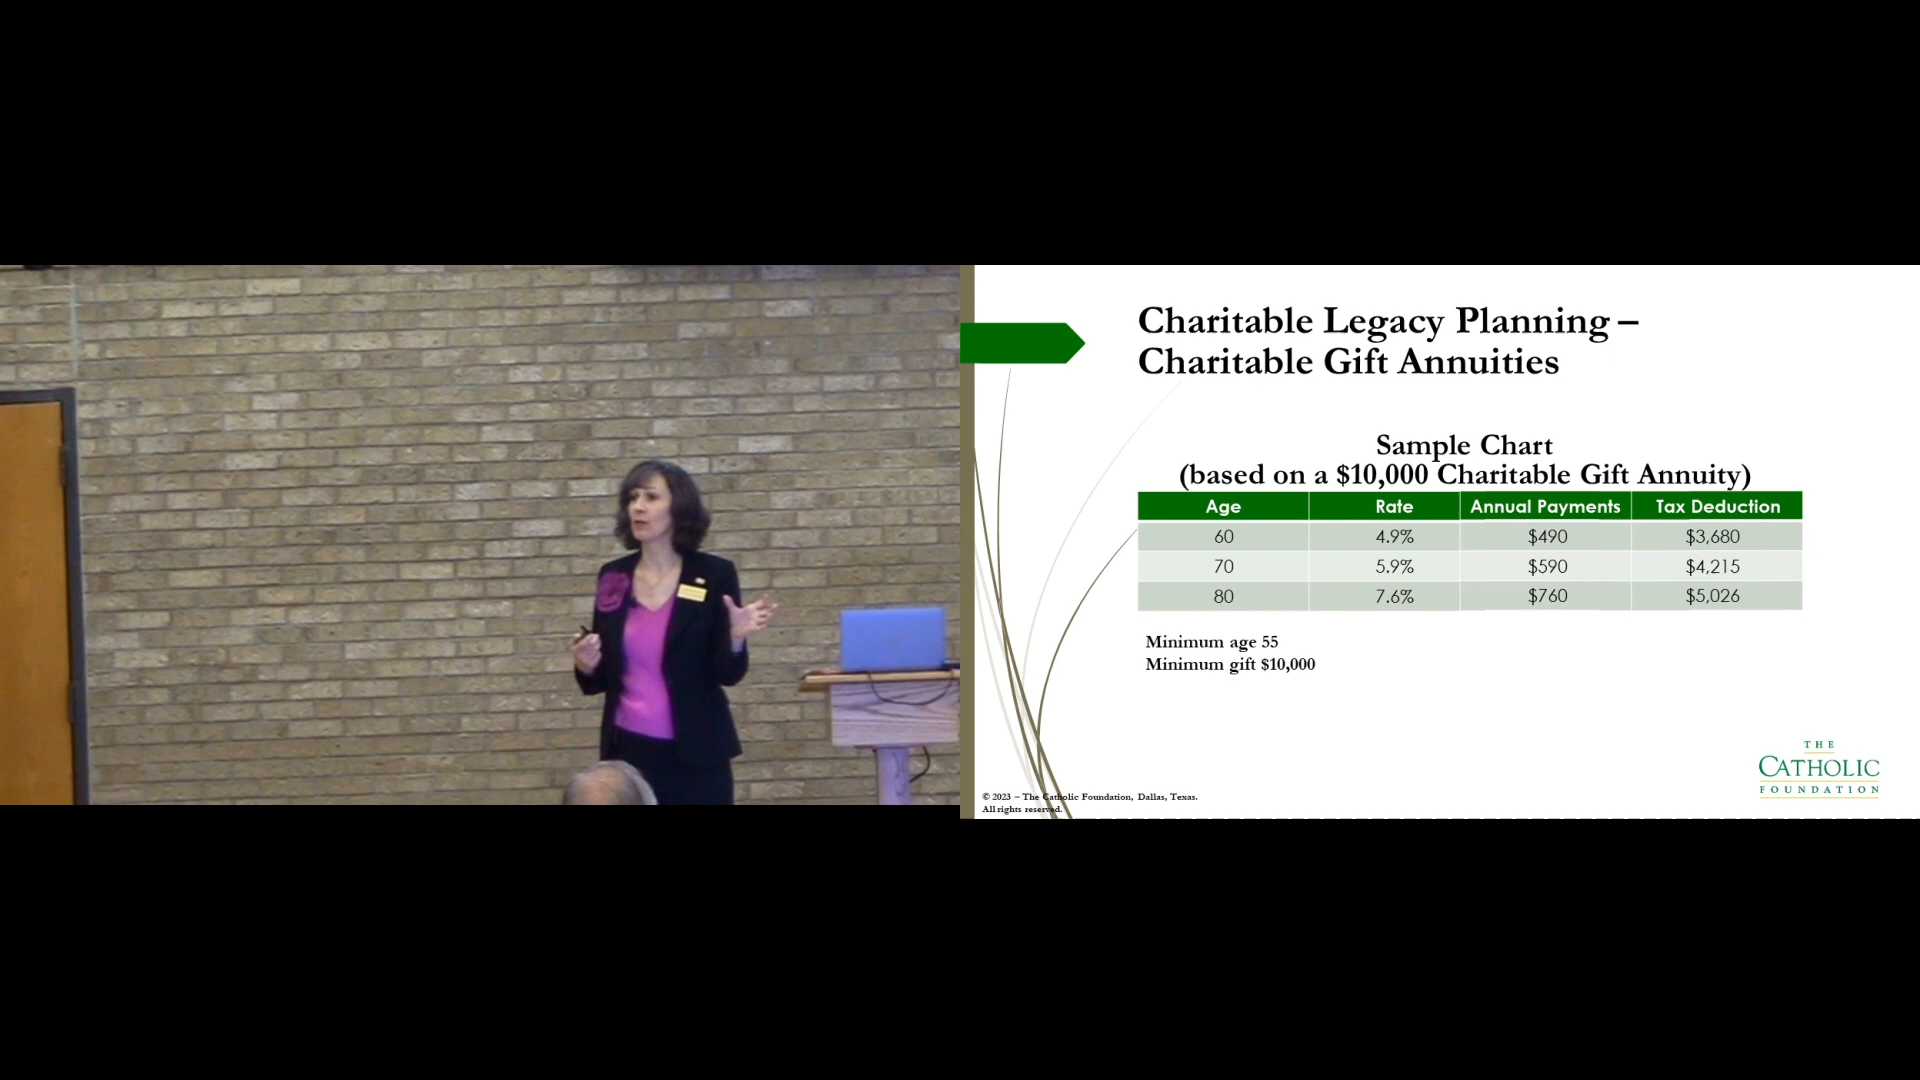 Charitable Legacy Planning –
Charitable Gift Annuities
Sample Chart
(based on a $10,000 Charitable Gift Annuity)
Age Rate Annual Payments Tax Deduction
60 4.9% $490 $3,680
70 5.9% $590 $4,215
80 7.6% $760 $5,026
Minimum age 55
Minimum gift $10,000
THE
CATHOLIC
FOUNDATION
© 2023 – The Catholic Foundation, Dallas, Texas.
All rights reserved.